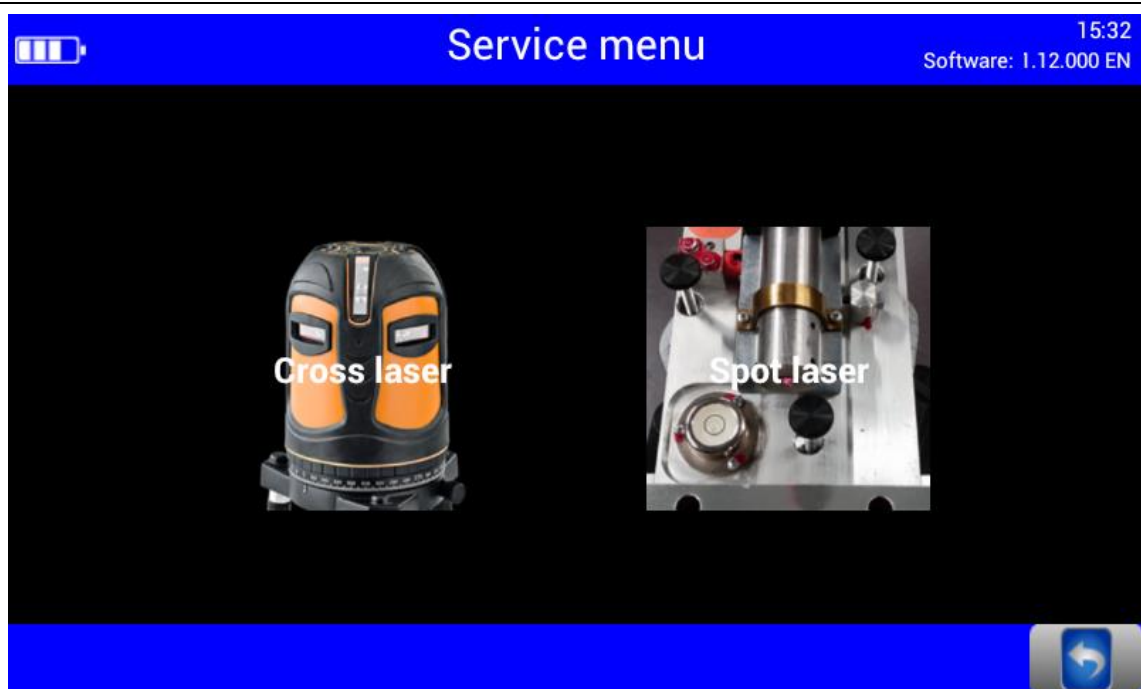 Service menu
15:32
Software: 1.12.000 EN
Cross laser
Spot laser